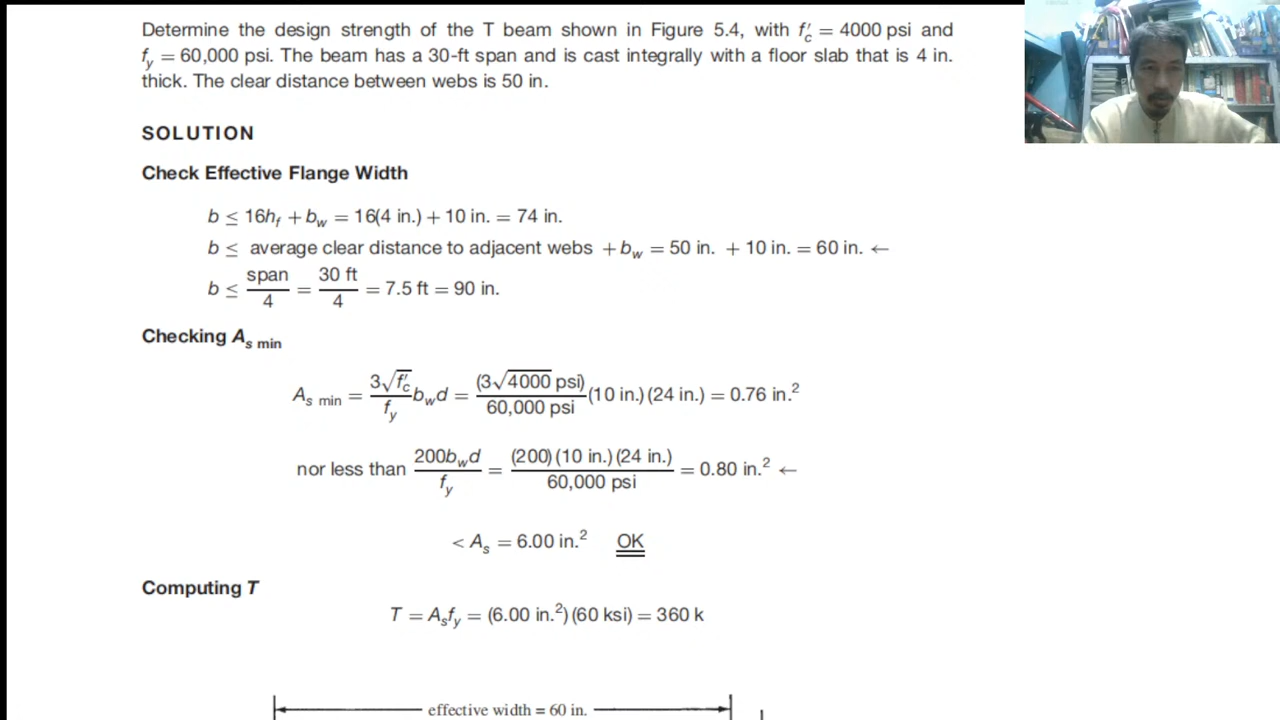 Determine the design strength of the T beam shown in Figure 5.4, with f′c = 4000 psi and
fy = 60,000 psi. The beam has a 30-ft span and is cast integrally with a floor slab that is 4 in.
thick. The clear distance between webs is 50 in.
SOLUTION
Check Effective Flange Width
b ≤ 16hf + bw = 16(4 in.) + 10 in. = 74 in.
b ≤ average clear distance to adjacent webs + bw = 50 in. + 10 in. = 60 in. ←
b ≤ span/4 = 30 ft/4 = 7.5 ft = 90 in.
Checking As min
As min = 3√f′c/fy bwd = (3√4000 psi)/60,000 psi (10 in.)(24 in.) = 0.76 in.²
nor less than 200bwd/fy = (200)(10 in.)(24 in.)/60,000 psi = 0.80 in.² ←
< As = 6.00 in.² OK
Computing T
T = Asfy = (6.00 in.²)(60 ksi) = 360 k
effective width = 60 in.